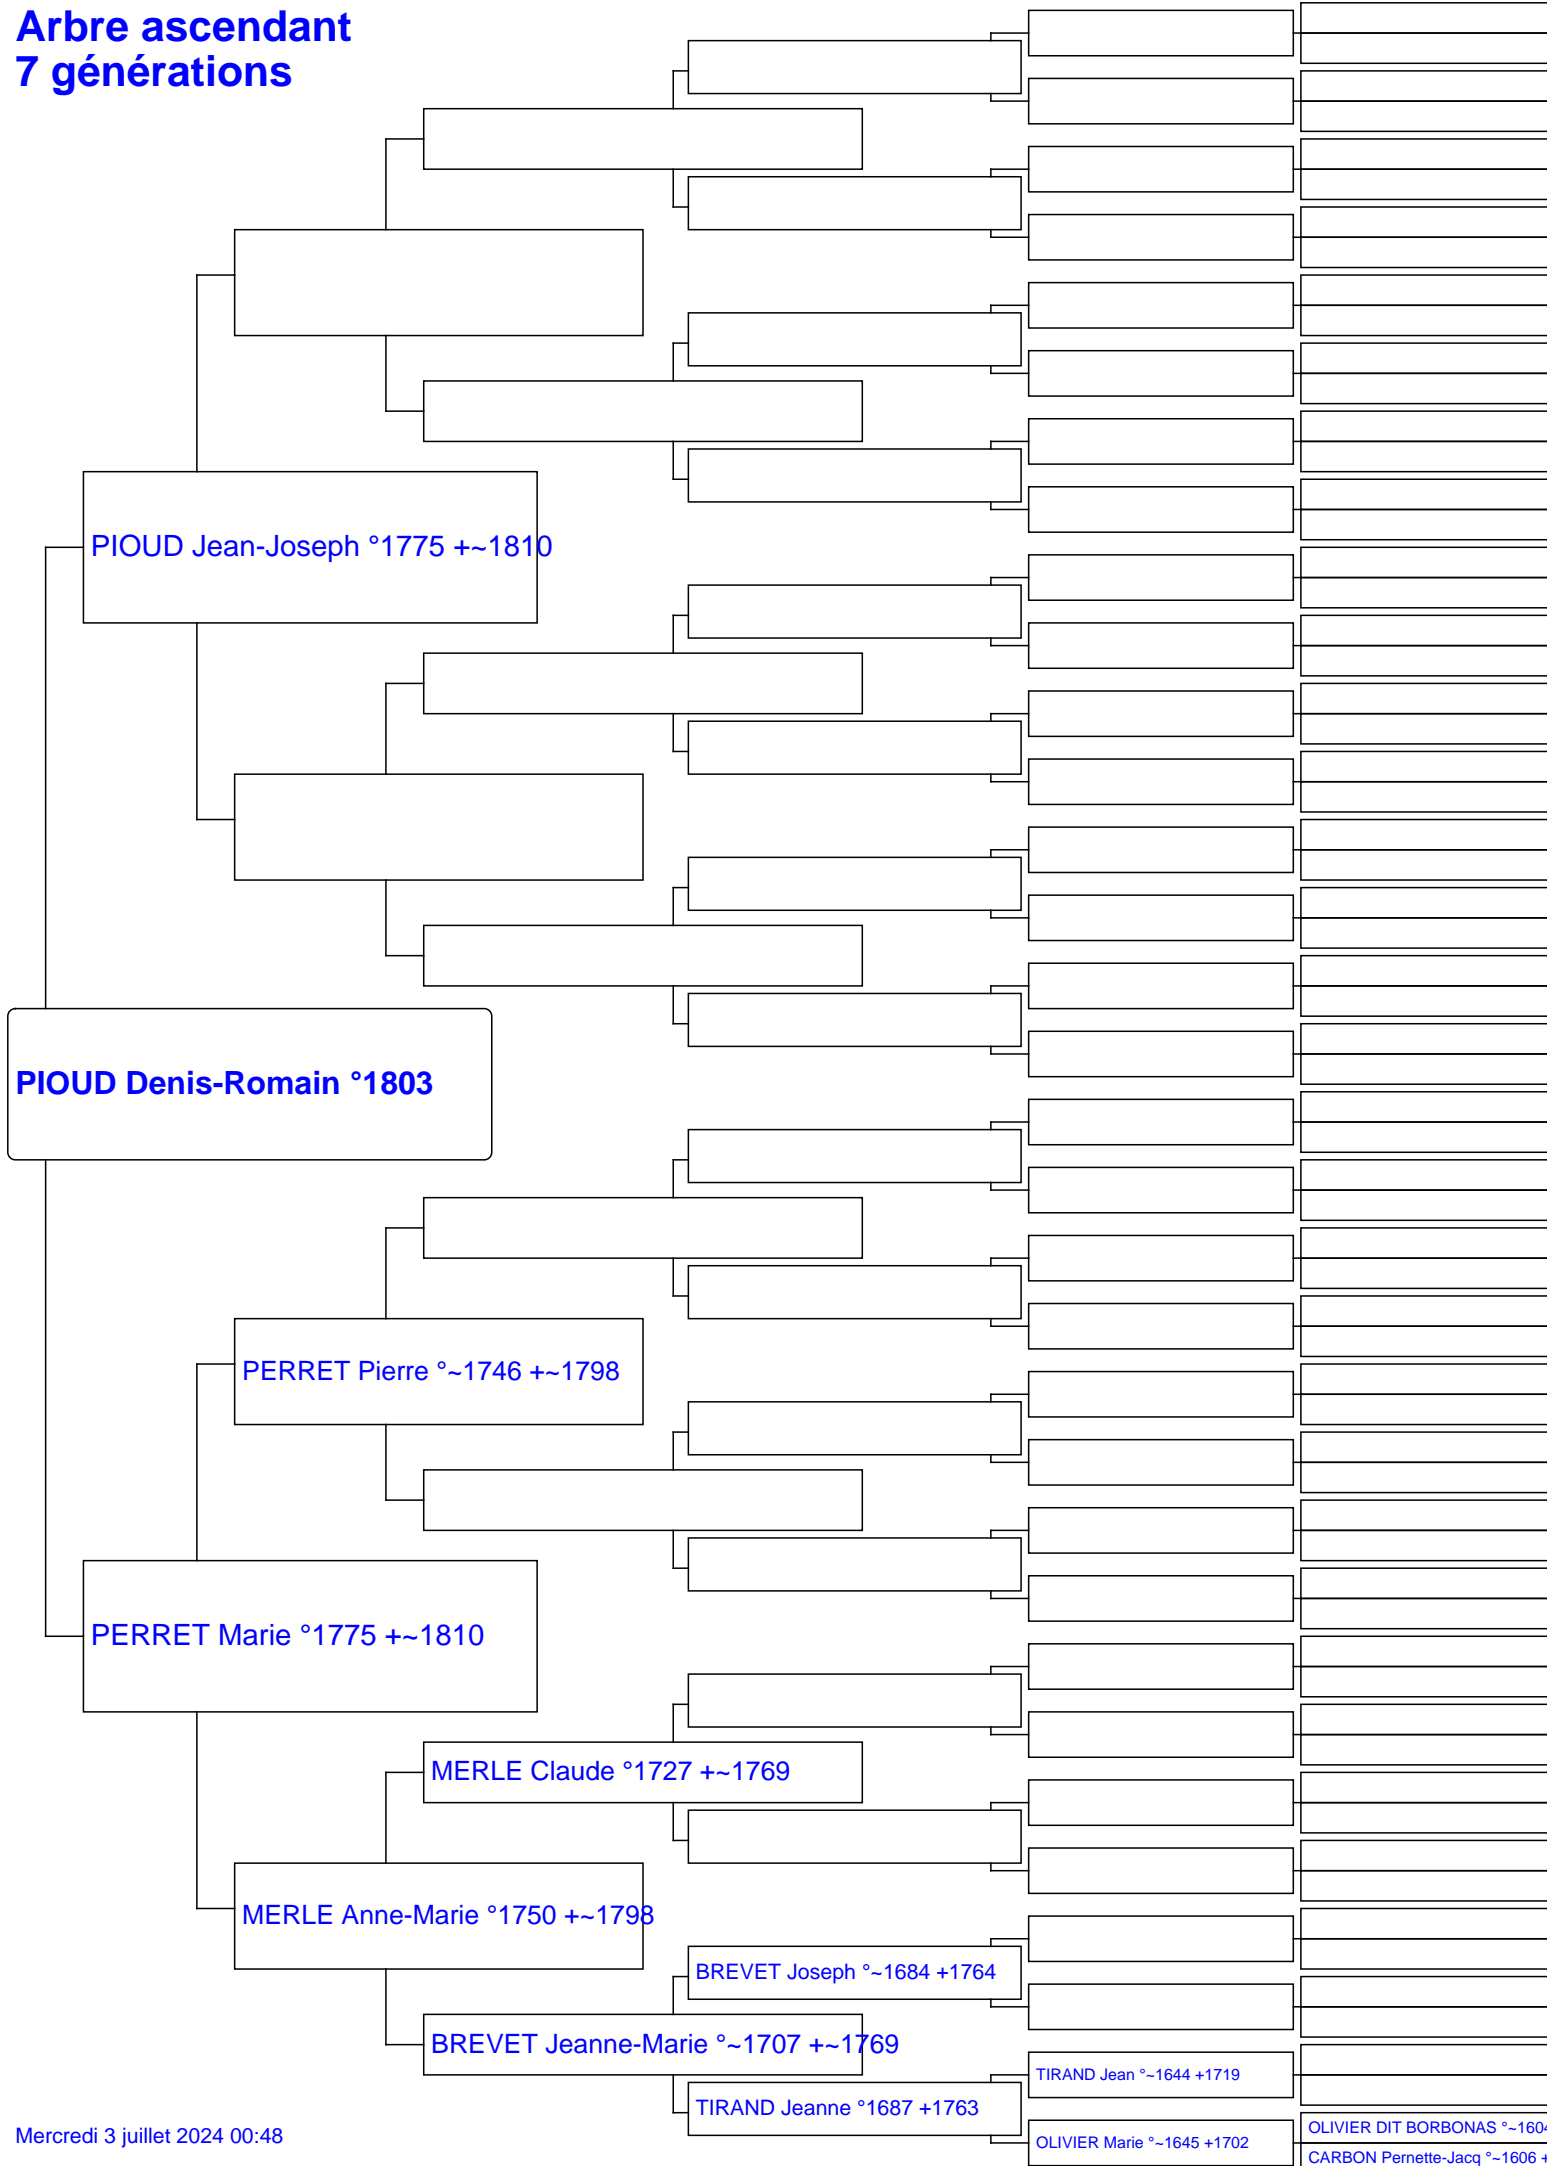 Arbre ascendant
7 générations
PIOUD Jean-Joseph °1775 +~1810
PIOUD Denis-Romain °1803
PERRET Pierre °~1746 +~1798
PERRET Marie °1775 +~1810
MERLE Claude °1727 +~1769
MERLE Anne-Marie °1750 +~1798
BREVET Joseph °~1684 +1764
BREVET Jeanne-Marie °~1707 +~1769
TIRAND Jean °~1644 +1719
TIRAND Jeanne °1687 +1763
OLIVIER DIT BORBONAS °~1604
OLIVIER Marie °~1645 +1702
CARBON Pernette-Jacq °~1606 +
Mercredi 3 juillet 2024 00:48